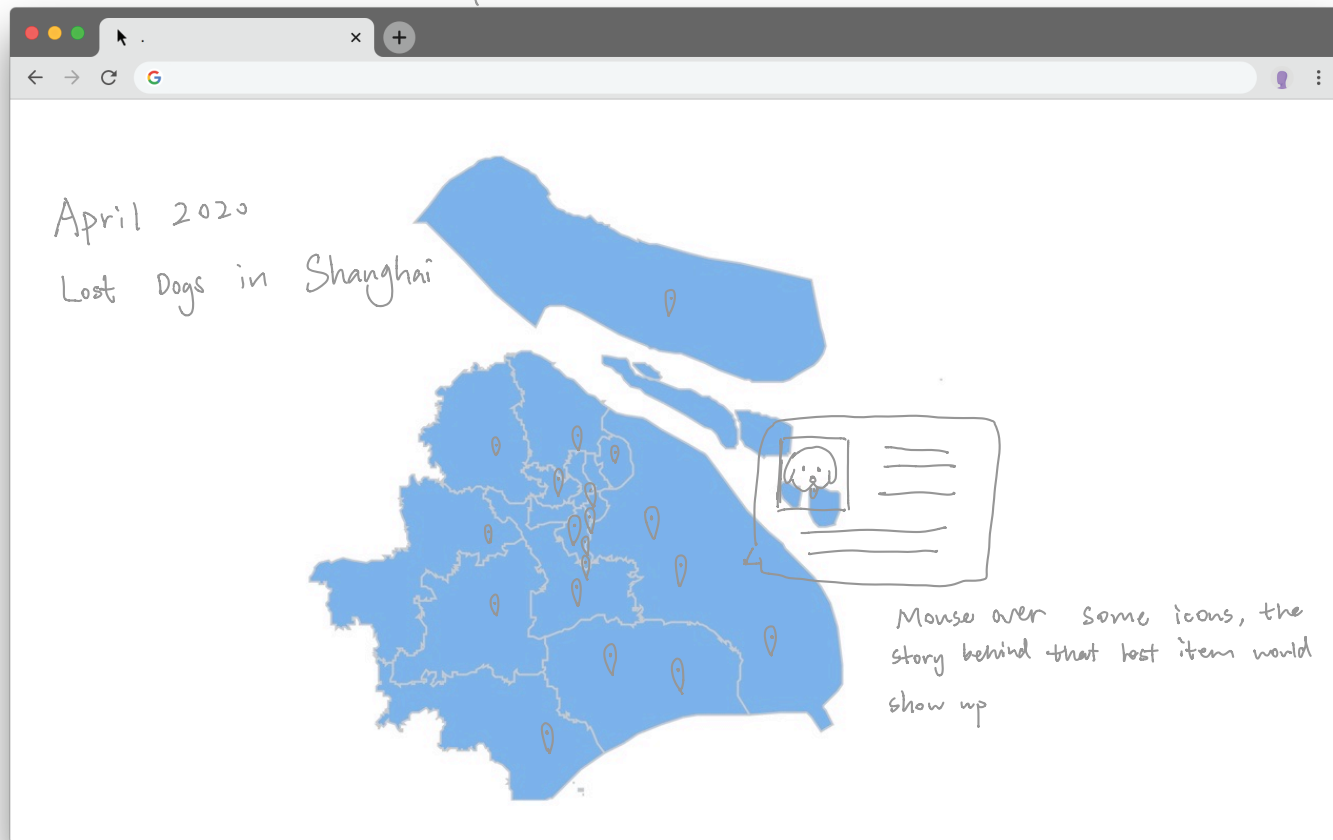 April 2020
Lost Dogs in Shanghai
Mouse over some icons, the
story behind that lost item would
show up